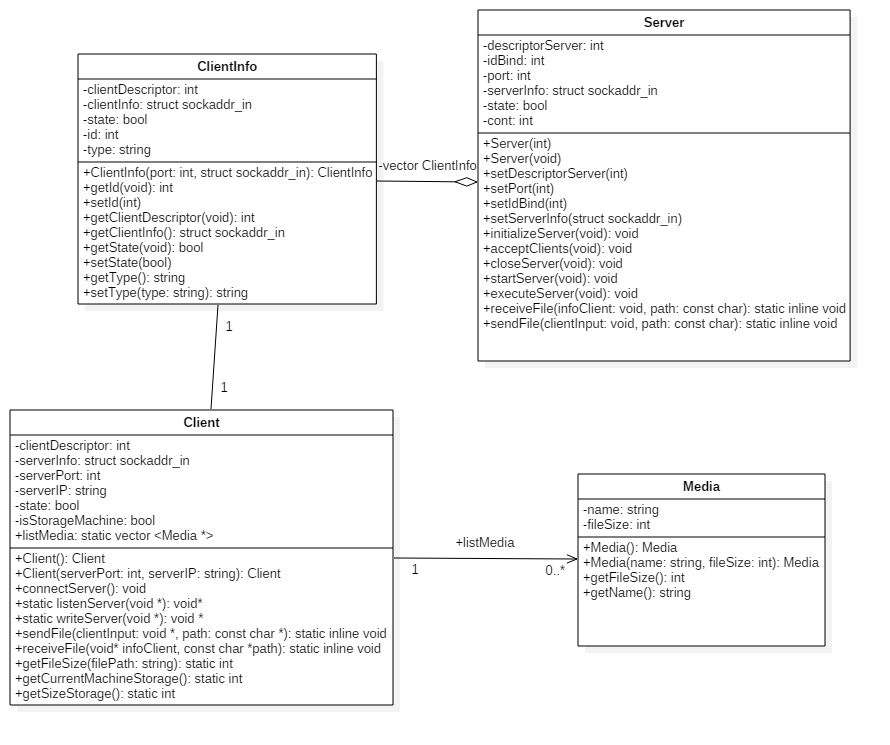 ClientInfo
-clientDescriptor: int
-clientInfo: struct sockaddr_in
-state: bool
-id: int
-type: string
+ClientInfo(port: int, struct sockaddr_in): ClientInfo
+getId(void): int
+setId(int)
+getClientDescriptor(void): int
+getClientInfo(): struct sockaddr_in
+getState(void): bool
+setState(bool)
+getType(): string
+setType(type: string): string
-vector ClientInfo
Server
-descriptorServer: int
-idBind: int
-port: int
-serverInfo: struct sockaddr_in
-state: bool
-cont: int
+Server(int)
+Server(void)
+setDescriptorServer(int)
+setPort(int)
+setIdBind(int)
+setServerInfo(struct sockaddr_in)
+initializeServer(void): void
+acceptClients(void): void
+closeServer(void): void
+startServer(void): void
+executeServer(void): void
+receiveFile(infoClient: void, path: const char): static inline void
+sendFile(clientInput: void, path: const char): static inline void
1
1
Client
-clientDescriptor: int
-serverInfo: struct sockaddr_in
-serverPort: int
-serverIP: string
-state: bool
-isStorageMachine: bool
+listMedia: static vector <Media *>
+Client(): Client
+Client(serverPort: int, serverIP: string): Client
+connectServer(): void
+static listenServer(void *): void*
+static writeServer(void *): void *
+sendFile(clientInput: void *, path: const char *): static inline void
+receiveFile(void* infoClient, const char *path): static inline void
+getFileSize(filePath: string): static int
+getCurrentMachineStorage(): static int
+getSizeStorage(): static int
+listMedia
1
0..*
Media
-name: string
-fileSize: int
+Media(): Media
+Media(name: string, fileSize: int): Media
+getFileSize(): int
+getName(): string